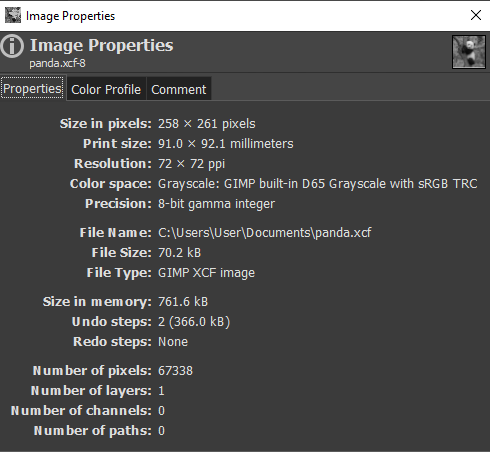 Image Properties
Image Properties
panda.xcf-8
Properties Color Profile Comment
Size in pixels: 258 × 261 pixels
Print size: 91.0 × 92.1 millimeters
Resolution: 72 × 72 ppi
Color space: Grayscale: GIMP built-in D65 Grayscale with sRGB TRC
Precision: 8-bit gamma integer
File Name: C:\Users\User\Documents\panda.xcf
File Size: 70.2 kB
File Type: GIMP XCF image
Size in memory: 761.6 kB
Undo steps: 2 (366.0 kB)
Redo steps: None
Number of pixels: 67338
Number of layers: 1
Number of channels: 0
Number of paths: 0